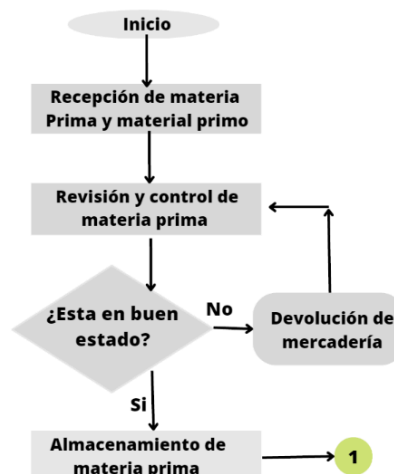 Inicio
Recepción de materia
Prima y material primo
Revisión y control de
materia prima
¿Esta en buen
estado?
No
Devolución de
mercadería
Si
Almacenamiento de
materia prima
1